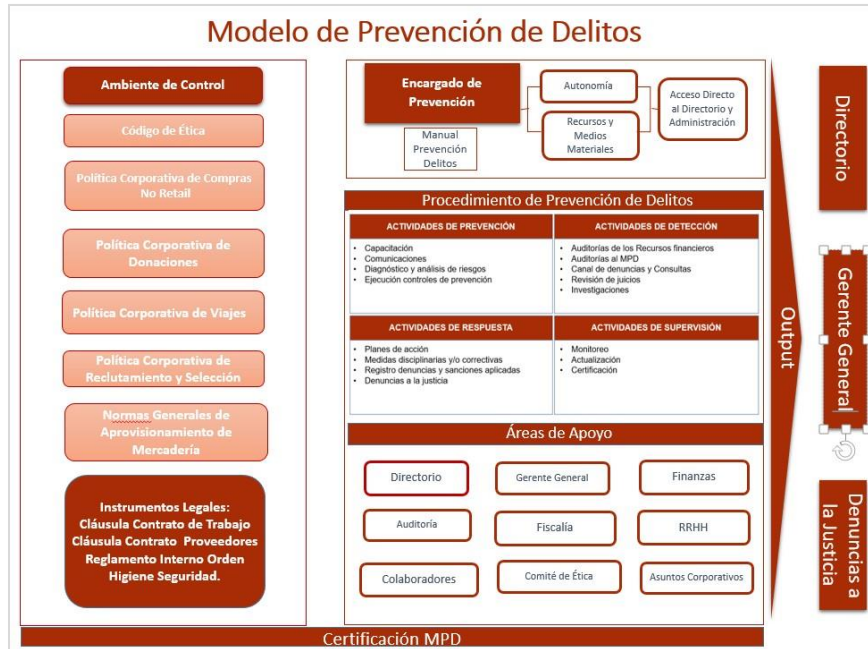 Modelo de Prevención de Delitos
Ambiente de Control
Código de Ética
Política Corporativa de Compras
No Retail
Política Corporativa de
Donaciones
Política Corporativa de Viajes
Política Corporativa de
Reclutamiento y Selección
Normas Generales de
Aprovisionamiento de
Mercadería
Instrumentos Legales:
Cláusula Contrato de Trabajo
Cláusula Contrato Proveedores
Reglamento Interno Orden
Higiene Seguridad.
Encargado de
Prevención
Manual
Prevención
Delitos
Autonomía
Recursos y
Medios
Materiales
Acceso Directo
al Directorio y
Administración
Procedimiento de Prevención de Delitos
ACTIVIDADES DE PREVENCIÓN
• Capacitación
• Comunicaciones
• Diagnóstico y análisis de riesgos
• Ejecución controles de prevención
ACTIVIDADES DE DETECCIÓN
• Auditorías de los Recursos financieros
• Auditorías al MPD
• Canal de denuncias y Consultas
• Revisión de juicios
• Investigaciones
ACTIVIDADES DE RESPUESTA
• Planes de acción
• Medidas disciplinarias y/o correctivas
• Registro denuncias y sanciones aplicadas
• Denuncias a la justicia
ACTIVIDADES DE SUPERVISIÓN
• Monitoreo
• Actualización
• Certificación
Áreas de Apoyo
Directorio
Gerente General
Finanzas
Auditoría
Fiscalía
RRHH
Colaboradores
Comité de Ética
Asuntos Corporativos
Output
Directorio
Gerente General
Denuncias a
la Justicia
Certificación MPD